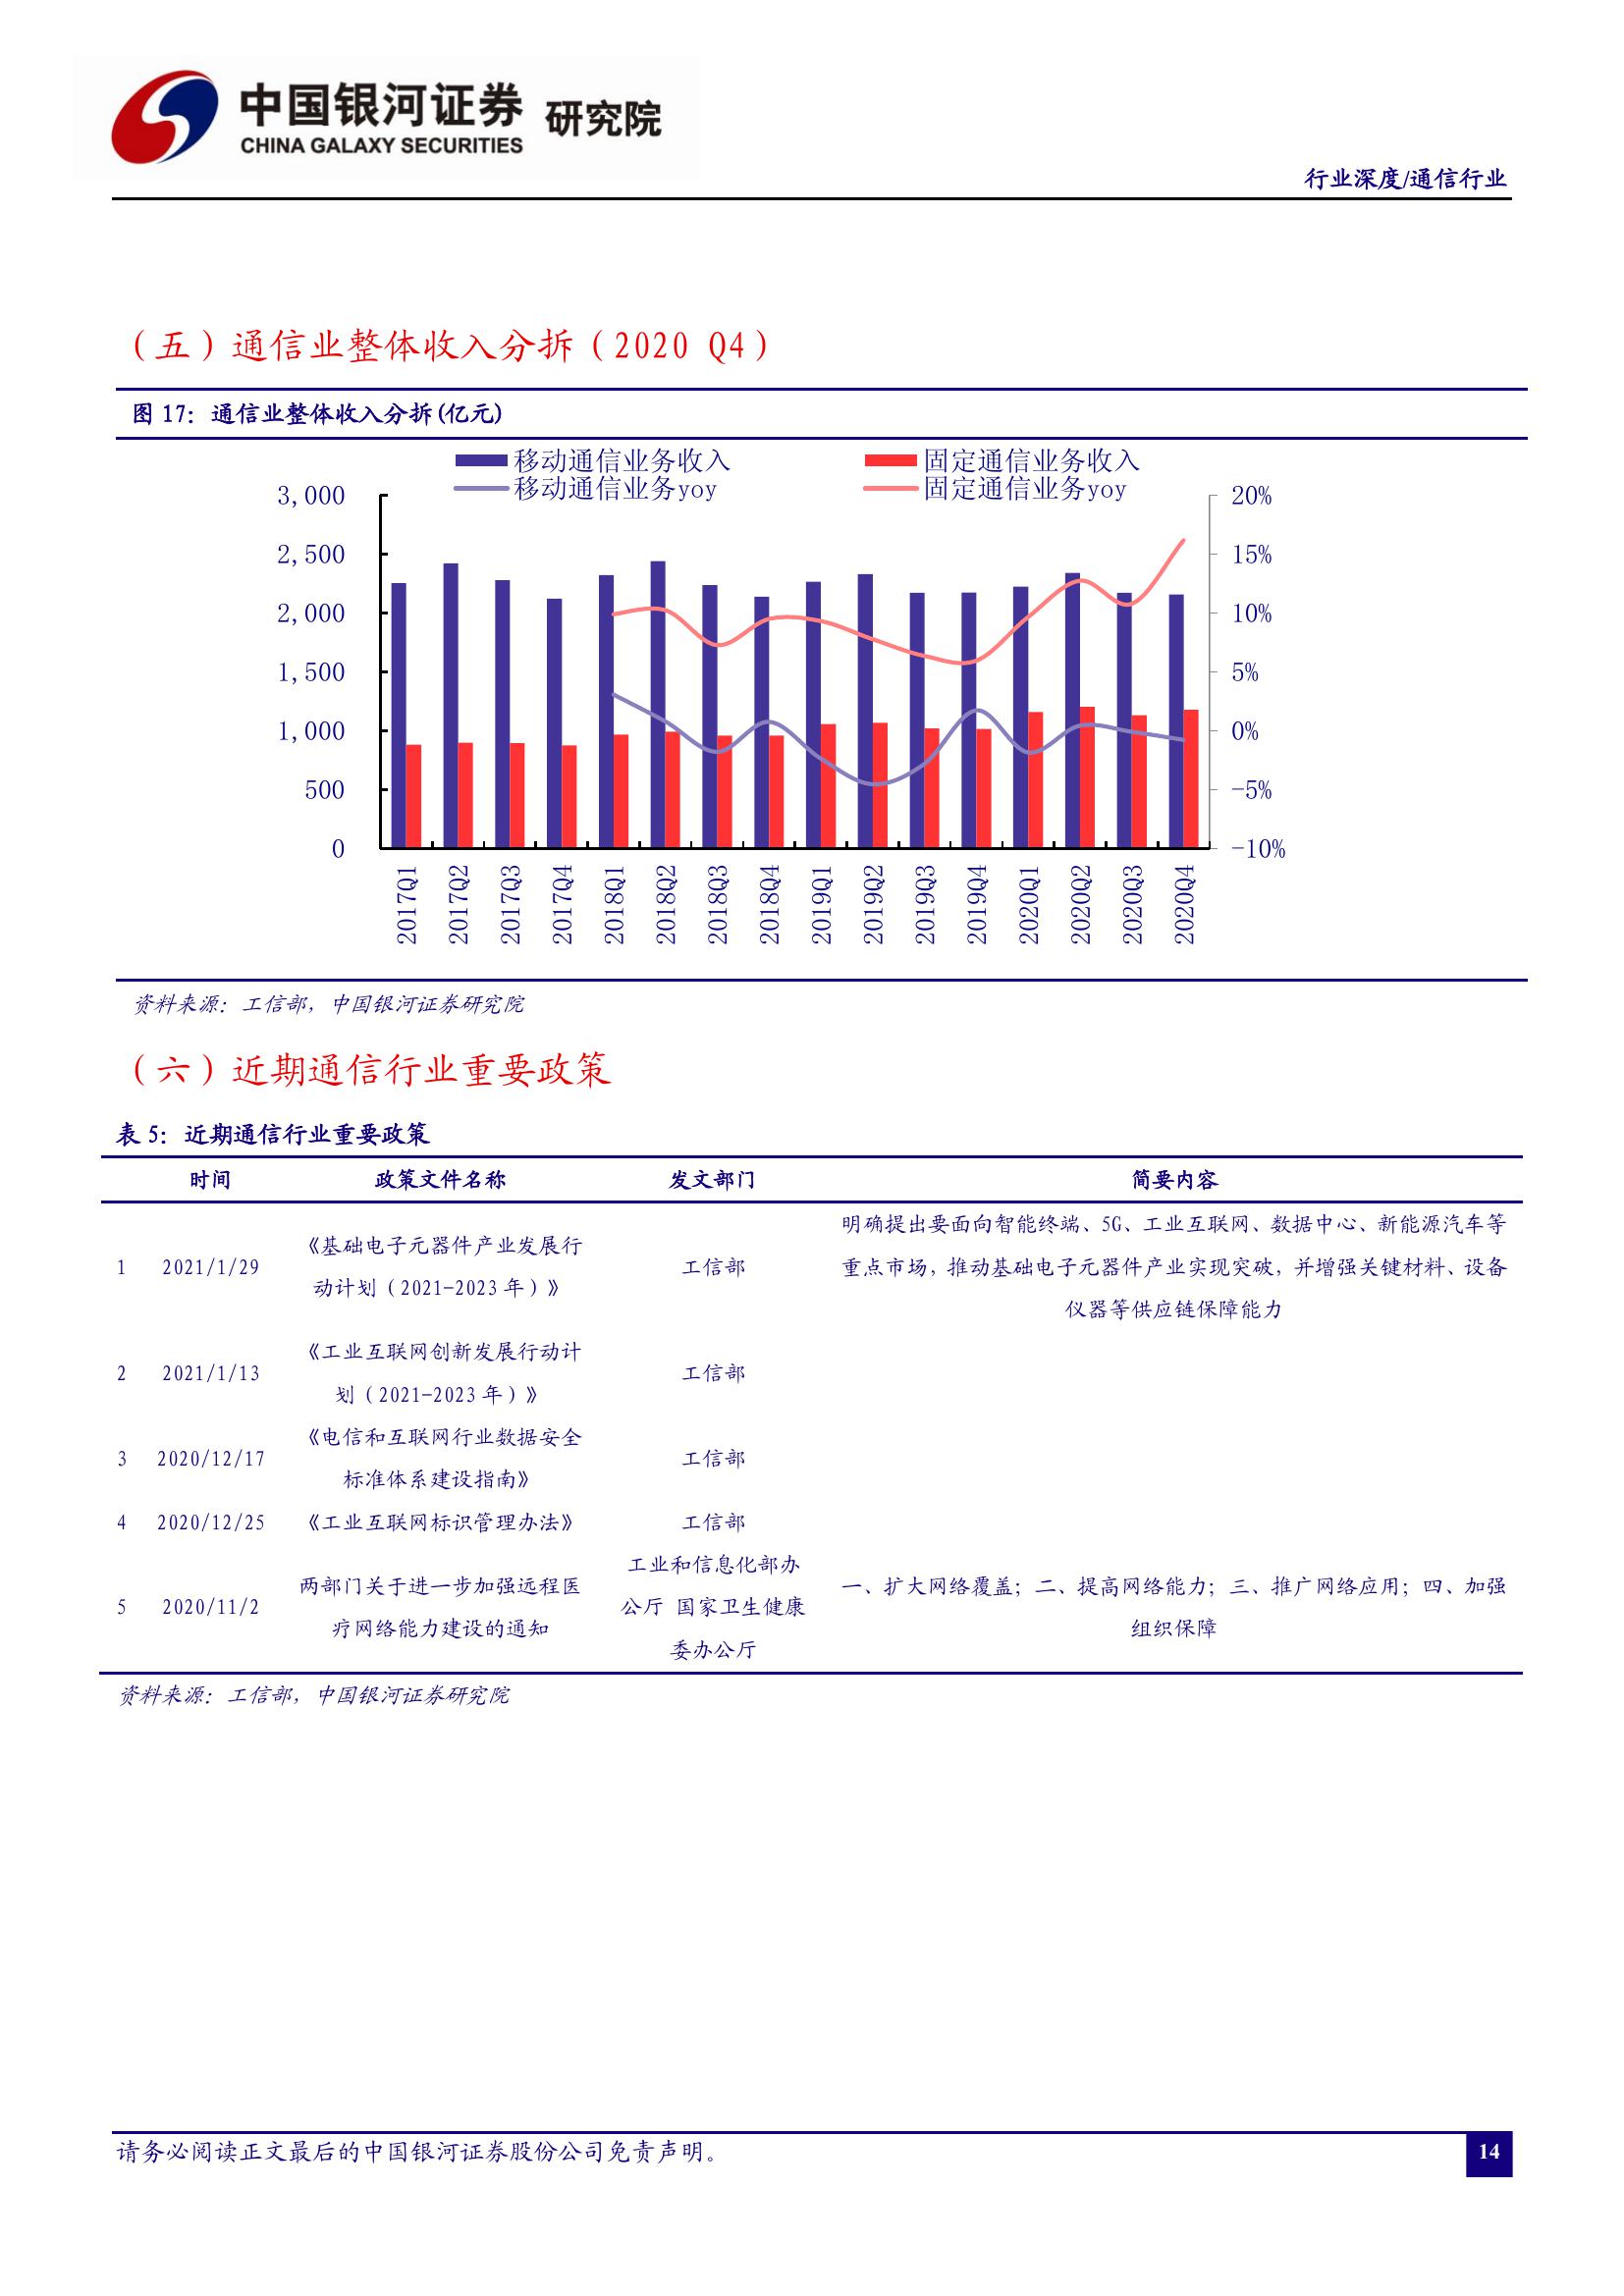 中国银河证券 研究院
CHINA GALAXY SECURITIES
行业深度/通信行业
（五）通信业整体收入分拆（2020 Q4）
图 17：通信业整体收入分拆(亿元)
移动通信业务收入 固定通信业务收入
移动通信业务yoy 固定通信业务yoy
3,000 20%
2,500 15%
2,000 10%
1,500 5%
1,000 0%
500 -5%
0 -10%
2017Q1 2017Q2 2017Q3 2017Q4 2018Q1 2018Q2 2018Q3 2018Q4 2019Q1 2019Q2 2019Q3 2019Q4 2020Q1 2020Q2 2020Q3 2020Q4
资料来源：工信部，中国银河证券研究院
（六）近期通信行业重要政策
表 5：近期通信行业重要政策
时间 政策文件名称 发文部门 简要内容
1 2021/1/29 《基础电子元器件产业发展行
动计划（2021-2023 年）》 工信部 明确提出要面向智能终端、5G、工业互联网、数据中心、新能源汽车等
重点市场，推动基础电子元器件产业实现突破，并增强关键材料、设备
仪器等供应链保障能力
2 2021/1/13 《工业互联网创新发展行动计
划（2021-2023 年）》 工信部
3 2020/12/17 《电信和互联网行业数据安全
标准体系建设指南》 工信部
4 2020/12/25 《工业互联网标识管理办法》 工信部
5 2020/11/2 两部门关于进一步加强远程医
疗网络能力建设的通知 工业和信息化部办
公厅 国家卫生健康
委办公厅 一、扩大网络覆盖；二、提高网络能力；三、推广网络应用；四、加强
组织保障
资料来源：工信部，中国银河证券研究院
请务必阅读正文最后的中国银河证券股份公司免责声明。
14